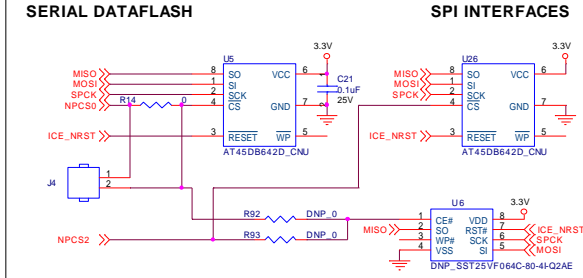 SERIAL DATAFLASH
SPI INTERFACES
3.3V
3.3V
U5
U26
MISO 8 SO VCC 6
MOSI 1 SI
SPCK 2 SCK
NPCS0 R14 0 4 CS GND 7
C21
0.1uF
25V
ICE_NRST 3 RESET WP 5
AT45DB642D_CNU
MISO 8 SO VCC 6
MOSI 1 SI
SPCK 2 SCK
4 CS GND 7
ICE_NRST 3 RESET WP 5
AT45DB642D_CNU
J4
1
2
U6
3.3V
R92 DNP_0
R93 DNP_0
NPCS2
1 CE# VDD 8
MISO 2 SO RST# 7 ICE_NRST
3 WP# SCK 6 SPCK
4 VSS SI 5 MOSI
DNP_SST25VF064C-80-4I-Q2AE